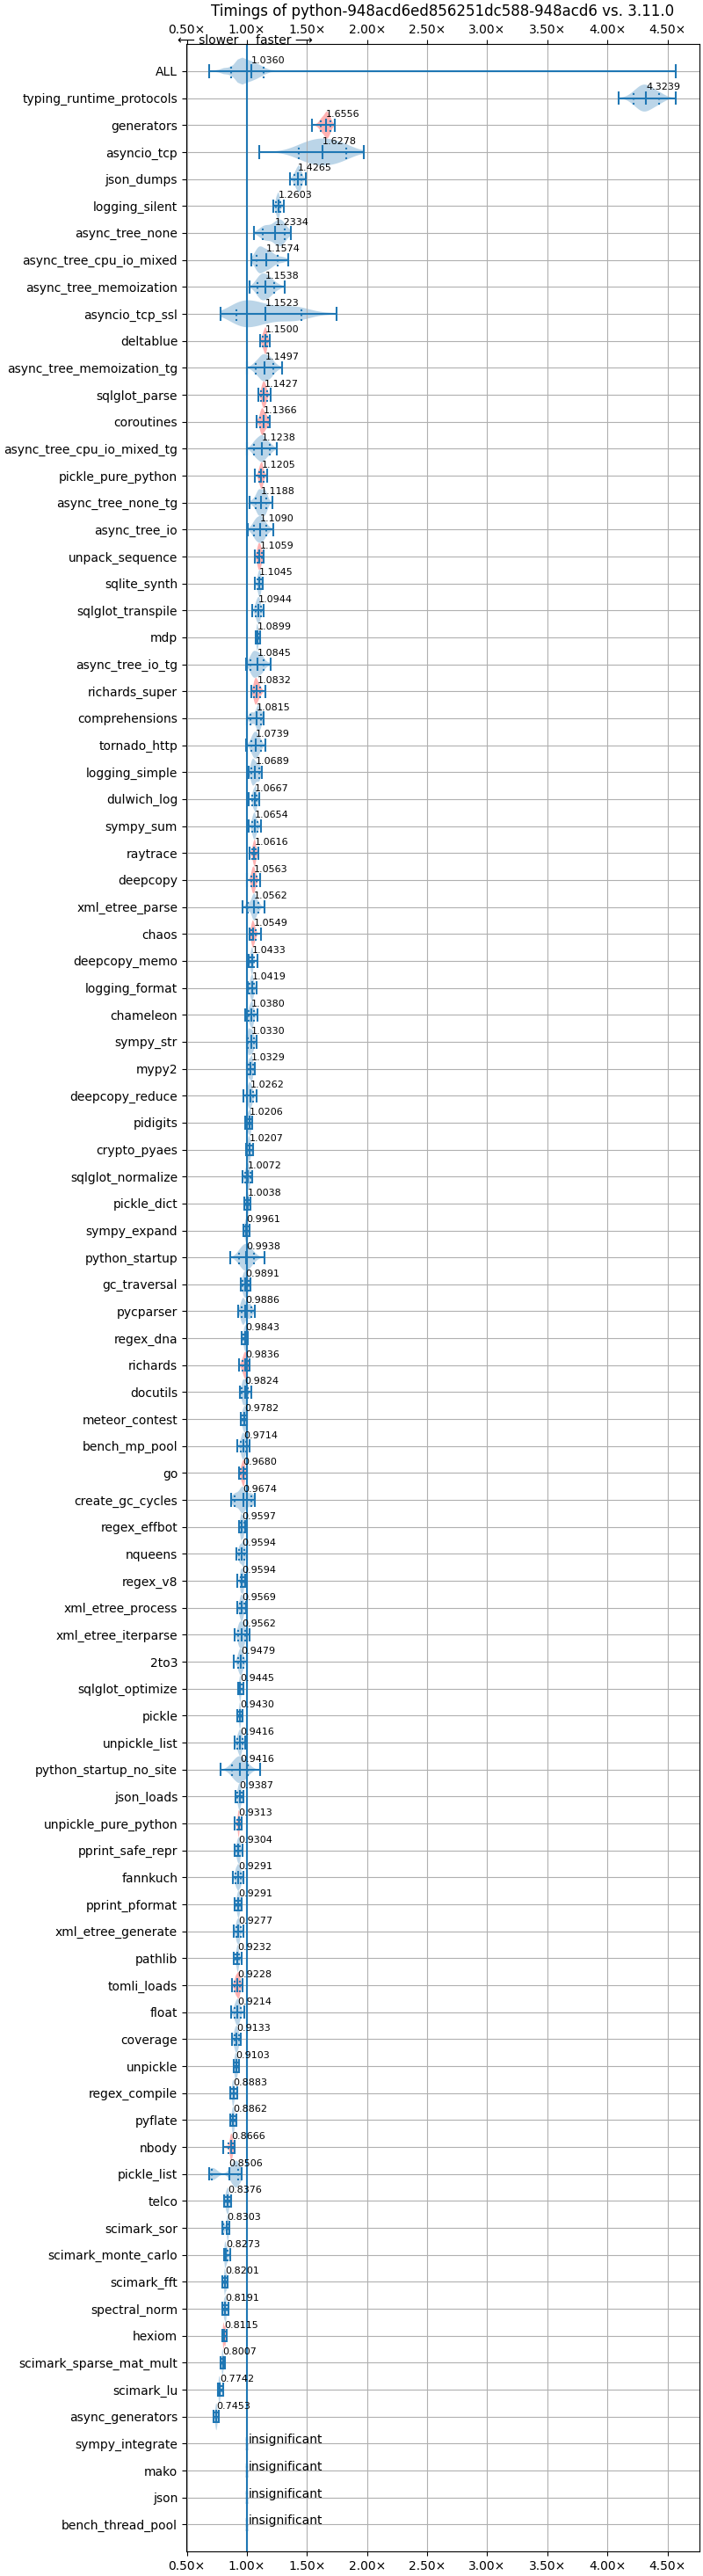 Timings of python-948acd6ed856251dc588-948acd6 vs. 3.11.0
0.50× 1.00× 1.50× 2.00× 2.50× 3.00× 3.50× 4.00× 4.50×
⟵ slower faster ⟶
ALL 1.0360
typing_runtime_protocols 4.3239
generators 1.6556
asyncio_tcp 1.6278
json_dumps 1.4265
logging_silent 1.2603
async_tree_none 1.2334
async_tree_cpu_io_mixed 1.1574
async_tree_memoization 1.1538
asyncio_tcp_ssl 1.1523
deltablue 1.1500
async_tree_memoization_tg 1.1497
sqlglot_parse 1.1427
coroutines 1.1366
async_tree_cpu_io_mixed_tg 1.1238
pickle_pure_python 1.1205
async_tree_none_tg 1.1188
async_tree_io 1.1090
unpack_sequence 1.1059
sqlite_synth 1.1045
sqlglot_transpile 1.0944
mdp 1.0899
async_tree_io_tg 1.0845
richards_super 1.0832
comprehensions 1.0815
tornado_http 1.0739
logging_simple 1.0689
dulwich_log 1.0667
sympy_sum 1.0654
raytrace 1.0616
deepcopy 1.0563
xml_etree_parse 1.0562
chaos 1.0549
deepcopy_memo 1.0433
logging_format 1.0419
chameleon 1.0380
sympy_str 1.0330
mypy2 1.0329
deepcopy_reduce 1.0262
pidigits 1.0206
crypto_pyaes 1.0207
sqlglot_normalize 1.0072
pickle_dict 1.0038
sympy_expand 0.9961
python_startup 0.9938
gc_traversal 0.9891
pycparser 0.9886
regex_dna 0.9843
richards 0.9836
docutils 0.9824
meteor_contest 0.9782
bench_mp_pool 0.9714
go 0.9680
create_gc_cycles 0.9674
regex_effbot 0.9597
nqueens 0.9594
regex_v8 0.9594
xml_etree_process 0.9569
xml_etree_iterparse 0.9562
2to3 0.9479
sqlglot_optimize 0.9445
pickle 0.9430
unpickle_list 0.9416
python_startup_no_site 0.9416
json_loads 0.9387
unpickle_pure_python 0.9313
pprint_safe_repr 0.9304
fannkuch 0.9291
pprint_pformat 0.9291
xml_etree_generate 0.9277
pathlib 0.9232
tomli_loads 0.9228
float 0.9214
coverage 0.9133
unpickle 0.9103
regex_compile 0.8883
pyflate 0.8862
nbody 0.8666
pickle_list 0.8506
telco 0.8376
scimark_sor 0.8303
scimark_monte_carlo 0.8273
scimark_fft 0.8201
spectral_norm 0.8191
hexiom 0.8115
scimark_sparse_mat_mult 0.8007
scimark_lu 0.7742
async_generators 0.7453
sympy_integrate insignificant
mako insignificant
json insignificant
bench_thread_pool insignificant
0.50× 1.00× 1.50× 2.00× 2.50× 3.00× 3.50× 4.00× 4.50×